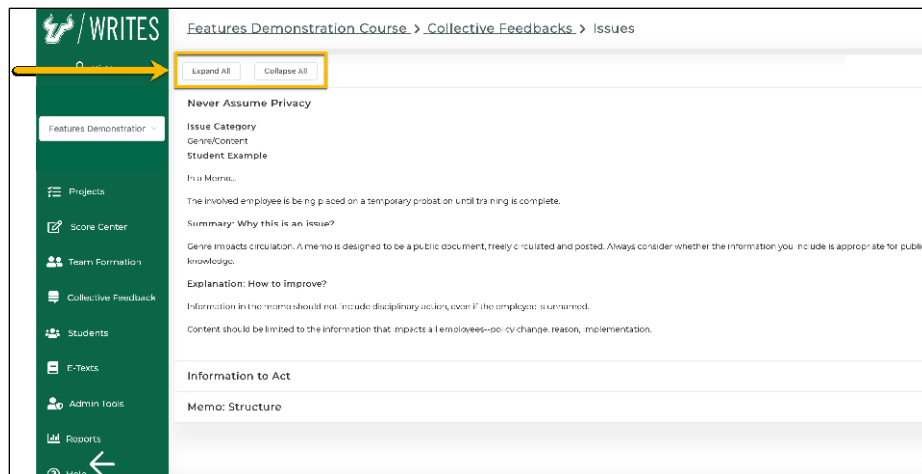 /WRITES
Features Demonstration Course > Collective Feedbacks > Issues
Expand All
Collapse All
Never Assume Privacy
Features Demonstration
Issue Category
Genre/Content
Student Example
In a Memo...
The involved employee is being placed on a temporary probation until training is complete.
Summary: Why this is an issue?
Genre impacts circulation. A memo is designed to be a public document, freely circulated and posted. Always consider whether the information you include is appropriate for public
knowledge.
Explanation: How to improve?
Information in the memo should not include disciplinary action, even if the employee is unnamed.
Content should be limited to the information that impacts all employees--policy change, reason, implementation.
Information to Act
Memo: Structure
Projects
Score Center
Team Formation
Collective Feedback
Students
E-Texts
Admin Tools
Reports
Help